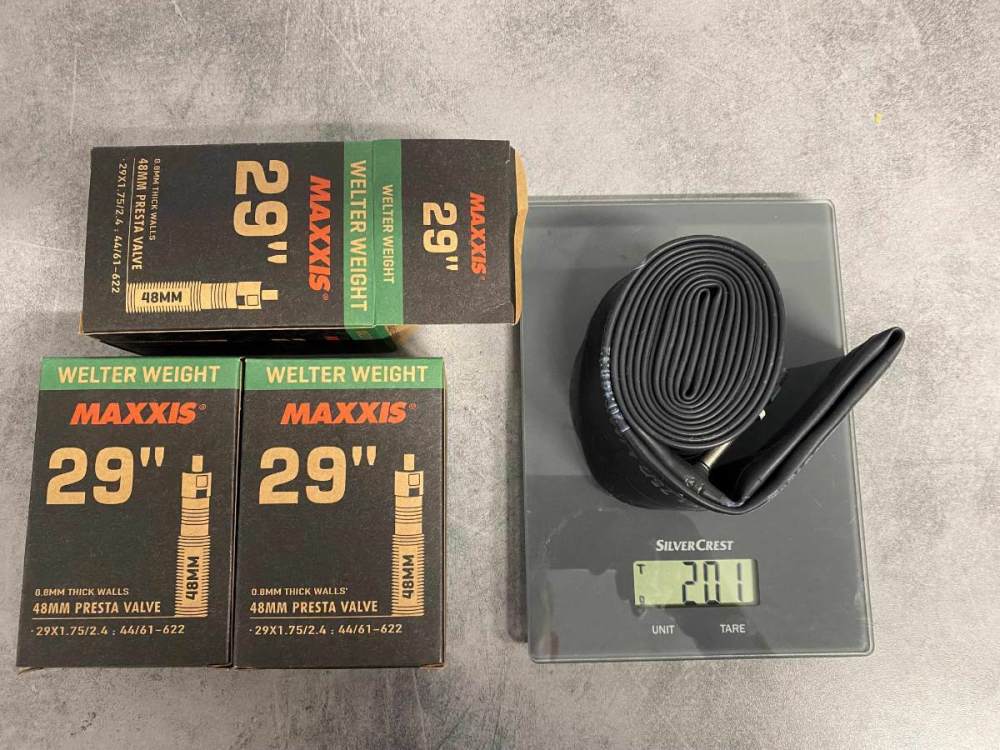 WELTER WEIGHT
MAXXIS®
29"
48MM
0.8MM THICK WALLS
48MM PRESTA VALVE
·29X1.75/2.4 ; 44/61-622
WELTER WEIGHT
MAXXIS
29"
WELTER WEIGHT
MAXXIS®
29"
48MM
0.8MM THICK WALLS
48MM PRESTA VALVE
·29X1.75/2.4 ; 44/61-622
WELTER WEIGHT
MAXXIS®
29"
48MM
0.8MM THICK WALLS
48MM PRESTA VALVE
·29X1.75/2.4 ; 44/61-622
SILVERCREST
T
g
201
UNIT TARE